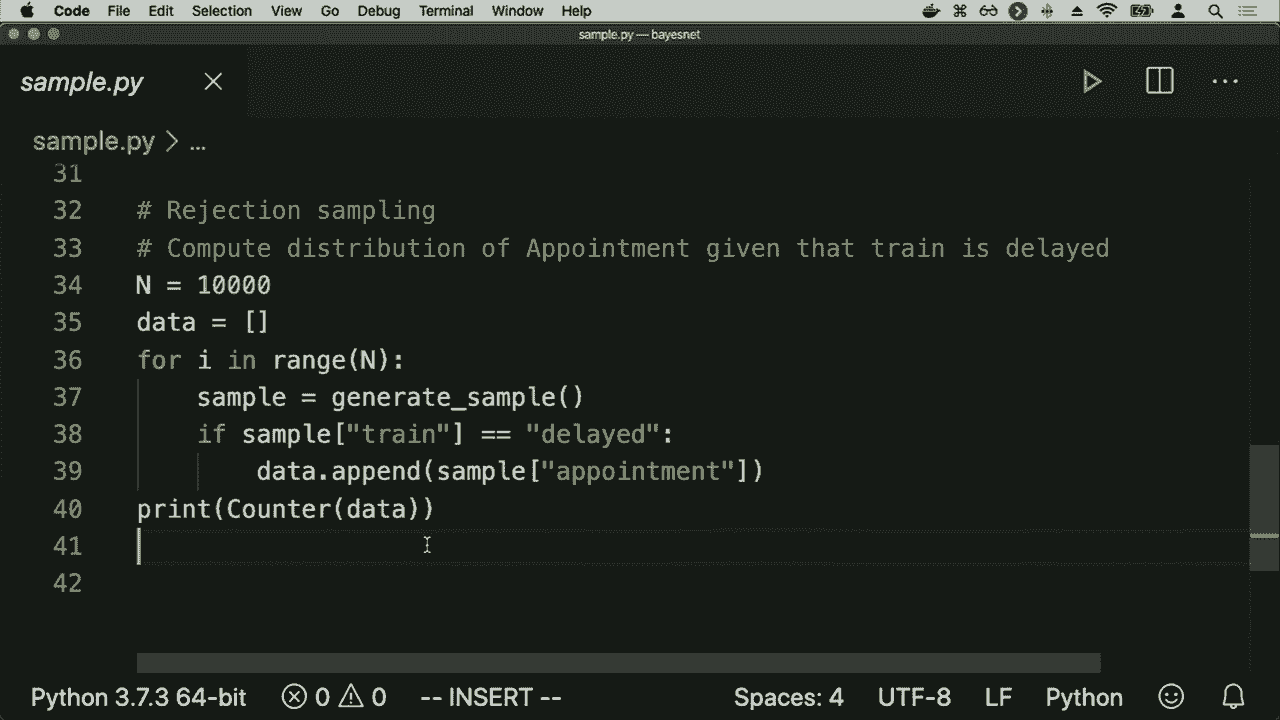 Code File Edit Selection View Go Debug Terminal Window Help
sample.py — bayesnet
sample.py
sample.py > ...
31
32 # Rejection sampling
33 # Compute distribution of Appointment given that train is delayed
34 N = 10000
35 data = []
36 for i in range(N):
37 sample = generate_sample()
38 if sample["train"] == "delayed":
39 data.append(sample["appointment"])
40 print(Counter(data))
41
42
Python 3.7.3 64-bit 0 0 -- INSERT -- Spaces: 4 UTF-8 LF Python